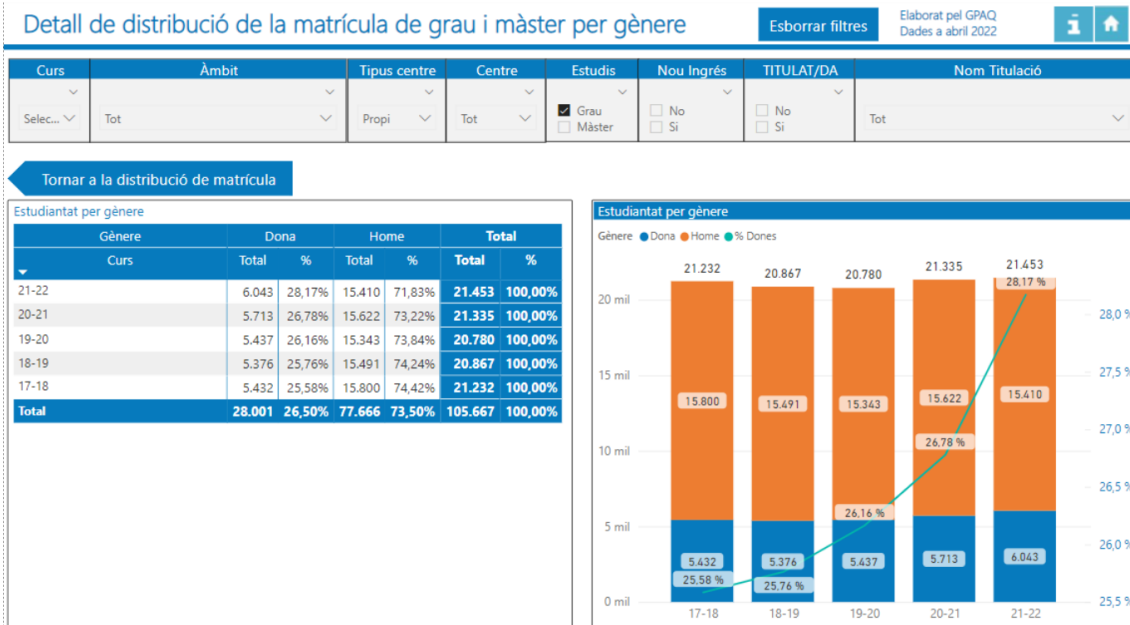 Detall de distribució de la matrícula de grau i màster per gènere
Esborrar filtres
Elaborat pel GPAQ
Dades a abril 2022
Curs Àmbit Tipus centre Centre Estudis Nou Ingrés TITULAT/DA Nom Titulació
Selec... Tot Propi Tot Grau No No Tot
Màster Si Si
Tornar a la distribució de matrícula
Estudiantat per gènere
Gènere Dona Home Total
Curs Total % Total % Total %
21-22 6.043 28,17% 15.410 71,83% 21.453 100,00%
20-21 5.713 26,78% 15.622 73,22% 21.335 100,00%
19-20 5.437 26,16% 15.343 73,84% 20.780 100,00%
18-19 5.376 25,76% 15.491 74,24% 20.867 100,00%
17-18 5.432 25,58% 15.800 74,42% 21.232 100,00%
Total 28.001 26,50% 77.666 73,50% 105.667 100,00%
Estudiantat per gènere
Gènere Dona Home % Dones
21.232 20.867 20.780 21.335 21.453
28,17 %
20 mil
28,0 %
15 mil
27,5 %
15.800 15.491 15.343 15.622 15.410
27,0 %
26,78 %
10 mil
26,5 %
26,16 %
5 mil
26,0 %
5.432 5.376 5.437 5.713 6.043
25,58 % 25,76 %
0 mil
25,5 %
17-18 18-19 19-20 20-21 21-22